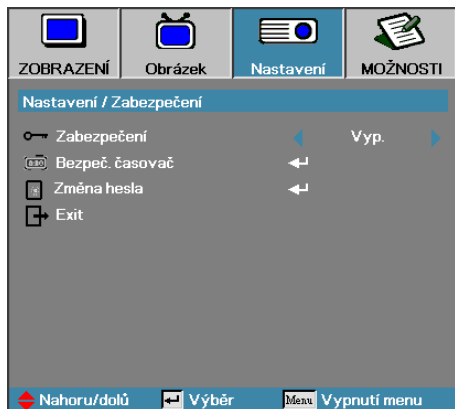 ZOBRAZENÍ Obrázek Nastavení MOŽNOSTI
Nastavení / Zabezpečení
Zabezpečení Vyp.
Bezpeč. časovač
Změna hesla
Exit
Nahoru/dolů Výběr Menu Vypnutí menu